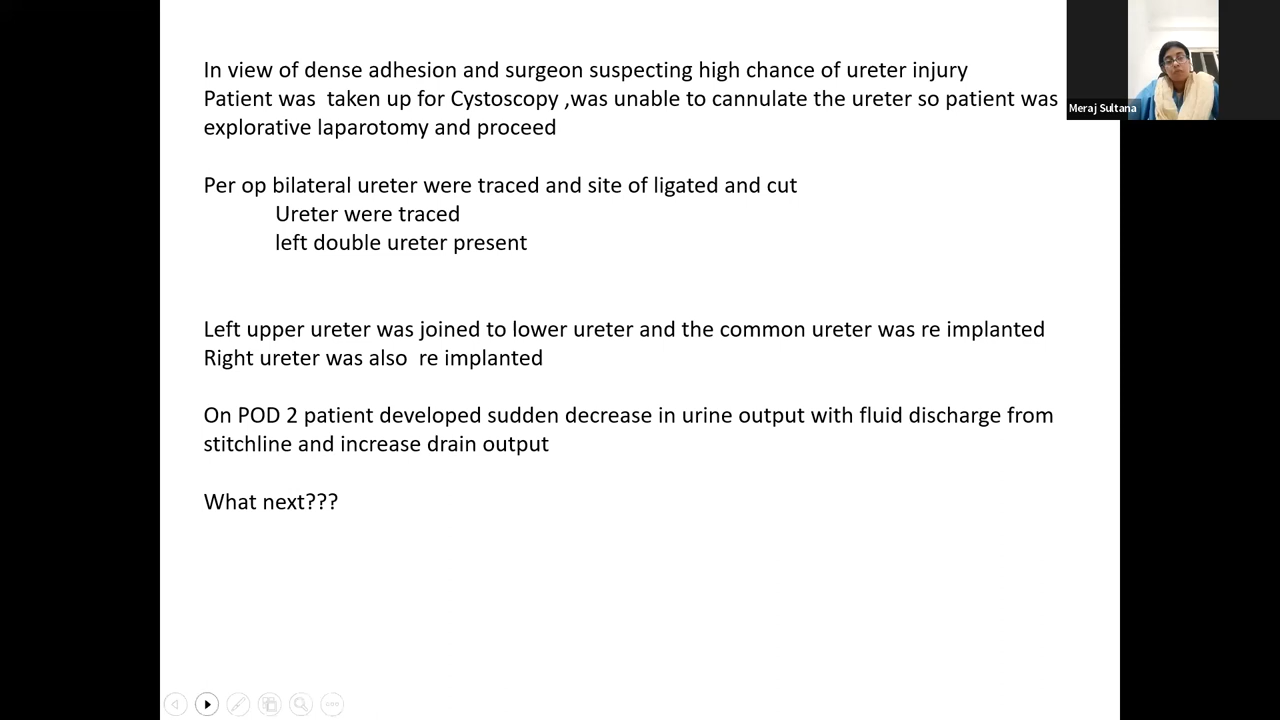 In view of dense adhesion and surgeon suspecting high chance of ureter injury
Patient was  taken up for Cystoscopy ,was unable to cannulate the ureter so patient was
explorative laparotomy and proceed
Per op bilateral ureter were traced and site of ligated and cut
Ureter were traced
left double ureter present
Left upper ureter was joined to lower ureter and the common ureter was re implanted
Right ureter was also  re implanted
On POD 2 patient developed sudden decrease in urine output with fluid discharge from
stitchline and increase drain output
What next???
Meraj Sultana